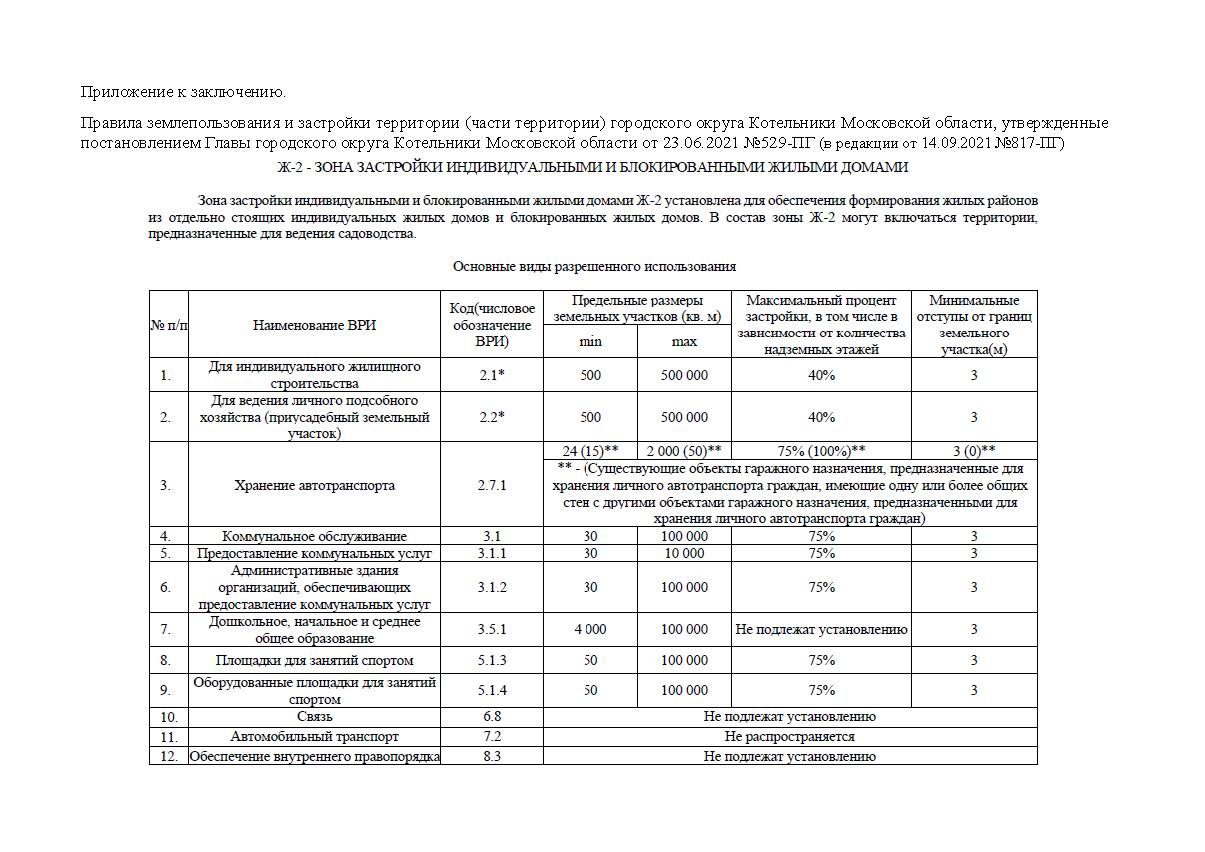 Приложение к заключению.
Правила землепользования и застройки территории (части территории) городского округа Котельники Московской области, утвержденные
постановлением Главы городского округа Котельники Московской области от 23.06.2021 №529-ПГ (в редакции от 14.09.2021 №817-ПГ)
Ж-2 - ЗОНА ЗАСТРОЙКИ ИНДИВИДУАЛЬНЫМИ И БЛОКИРОВАННЫМИ ЖИЛЫМИ ДОМАМИ
Зона застройки индивидуальными и блокированными жилыми домами Ж-2 установлена для обеспечения формирования жилых районов
из отдельно стоящих индивидуальных жилых домов и блокированных жилых домов. В состав зоны Ж-2 могут включаться территории,
предназначенные для ведения садоводства.
Основные виды разрешенного использования
№ п/п
Наименование ВРИ
Код(числовое
обозначение
ВРИ)
Предельные размеры
земельных участков (кв. м)
min
max
Максимальный процент
застройки, в том числе в
зависимости от количества
надземных этажей
Минимальные
отступы от границ
земельного
участка(м)
1.
Для индивидуального жилищного
строительства
2.1*
500
500 000
40%
3
2.
Для ведения личного подсобного
хозяйства (приусадебный земельный
участок)
2.2*
500
500 000
40%
3
3.
Хранение автотранспорта
2.7.1
24 (15)**
2 000 (50)**
75% (100%)**
3 (0)**
** - (Существующие объекты гаражного назначения, предназначенные для
хранения личного автотранспорта граждан, имеющие одну или более общих
стен с другими объектами гаражного назначения, предназначенными для
хранения личного автотранспорта граждан)
4.
Коммунальное обслуживание
3.1
30
100 000
75%
3
5.
Предоставление коммунальных услуг
3.1.1
30
10 000
75%
3
6.
Административные здания
организаций, обеспечивающих
предоставление коммунальных услуг
3.1.2
30
100 000
75%
3
7.
Дошкольное, начальное и среднее
общее образование
3.5.1
4 000
100 000
Не подлежат установлению
3
8.
Площадки для занятий спортом
5.1.3
50
100 000
75%
3
9.
Оборудованные площадки для занятий
спортом
5.1.4
50
100 000
75%
3
10.
Связь
6.8
Не подлежат установлению
11.
Автомобильный транспорт
7.2
Не распространяется
12.
Обеспечение внутреннего правопорядка
8.3
Не подлежат установлению